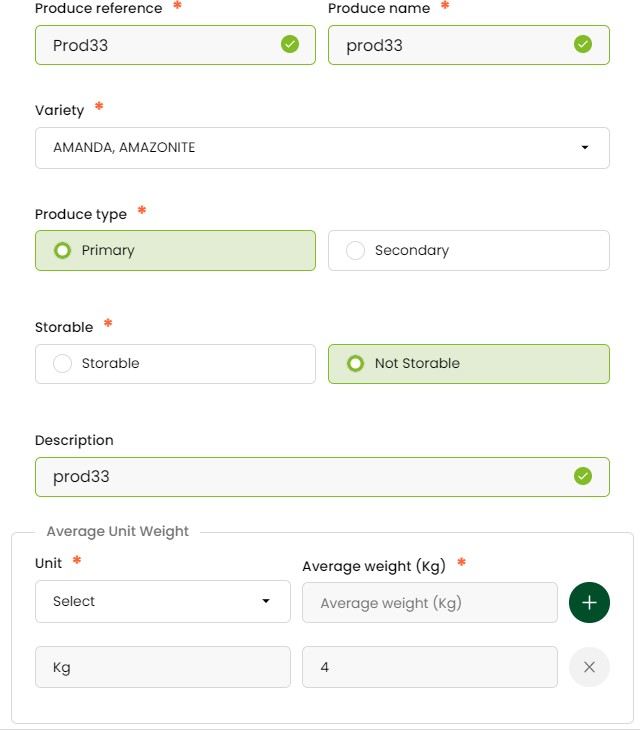 Produce reference * Produce name *
Prod33 prod33
Variety *
AMANDA, AMAZONITE
Produce type *
Primary Secondary
Storable *
Storable Not Storable
Description
prod33
Average Unit Weight
Unit * Average weight (Kg) *
Select Average weight (Kg)
Kg 4